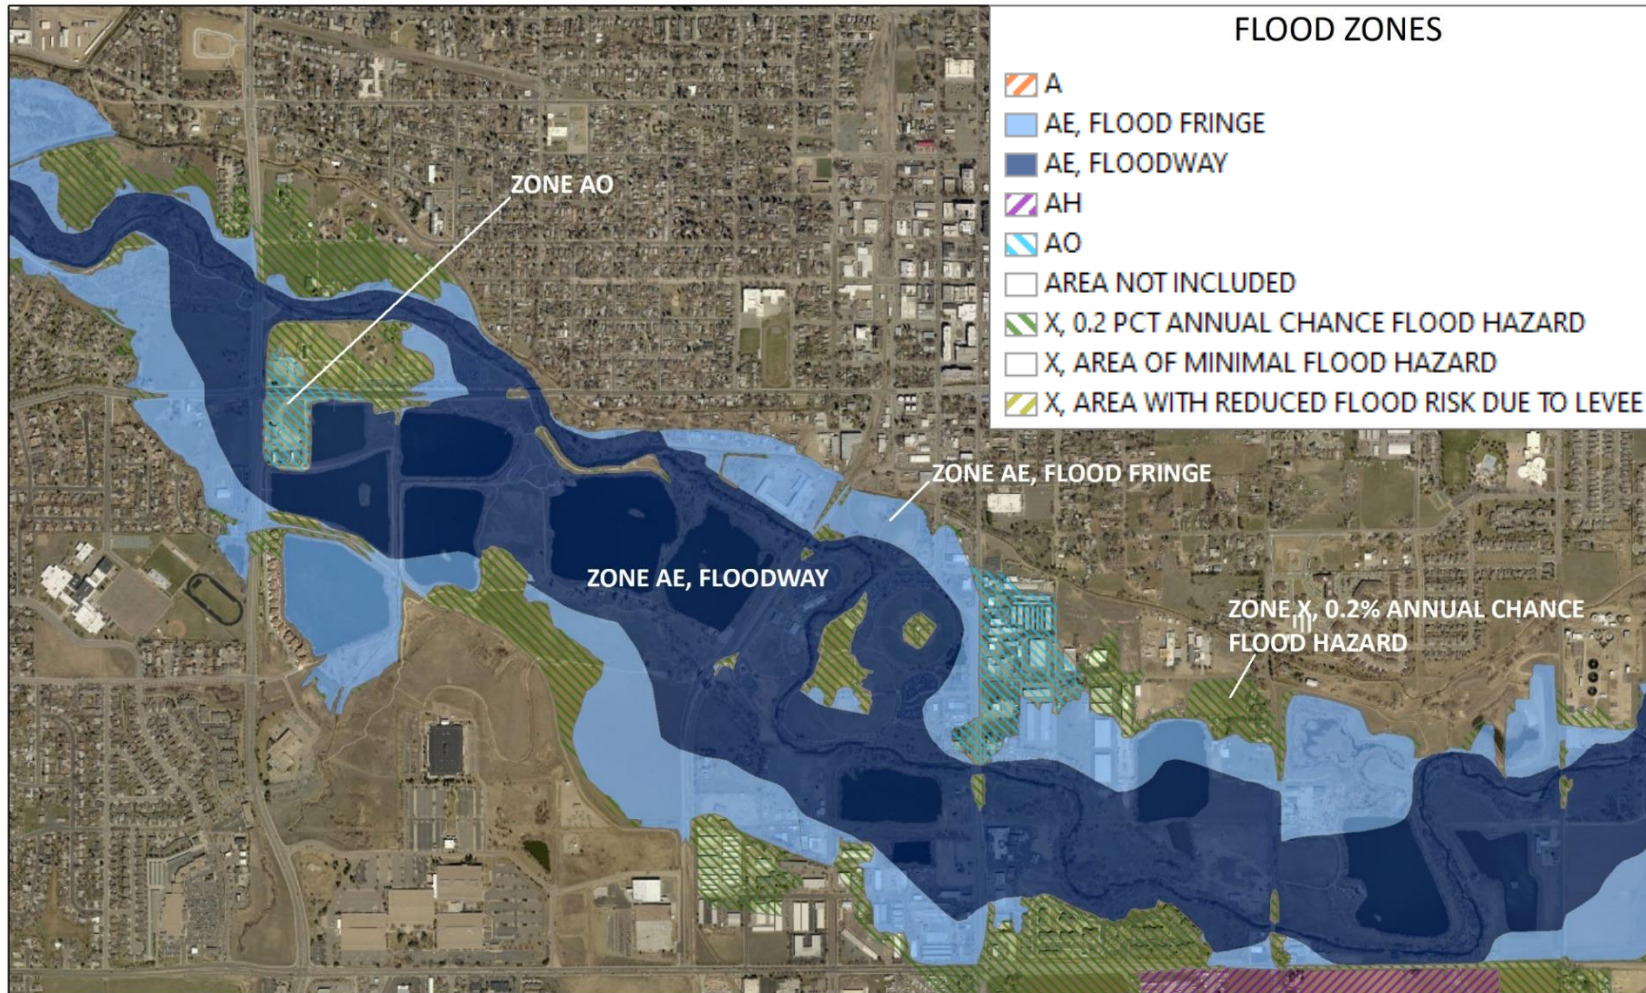 FLOOD ZONES
A
AE, FLOOD FRINGE
AE, FLOODWAY
AH
AO
AREA NOT INCLUDED
X, 0.2 PCT ANNUAL CHANCE FLOOD HAZARD
X, AREA OF MINIMAL FLOOD HAZARD
X, AREA WITH REDUCED FLOOD RISK DUE TO LEVEE
ZONE AO
ZONE AE, FLOOD FRINGE
ZONE AE, FLOODWAY
ZONE X, 0.2% ANNUAL CHANCE
FLOOD HAZARD